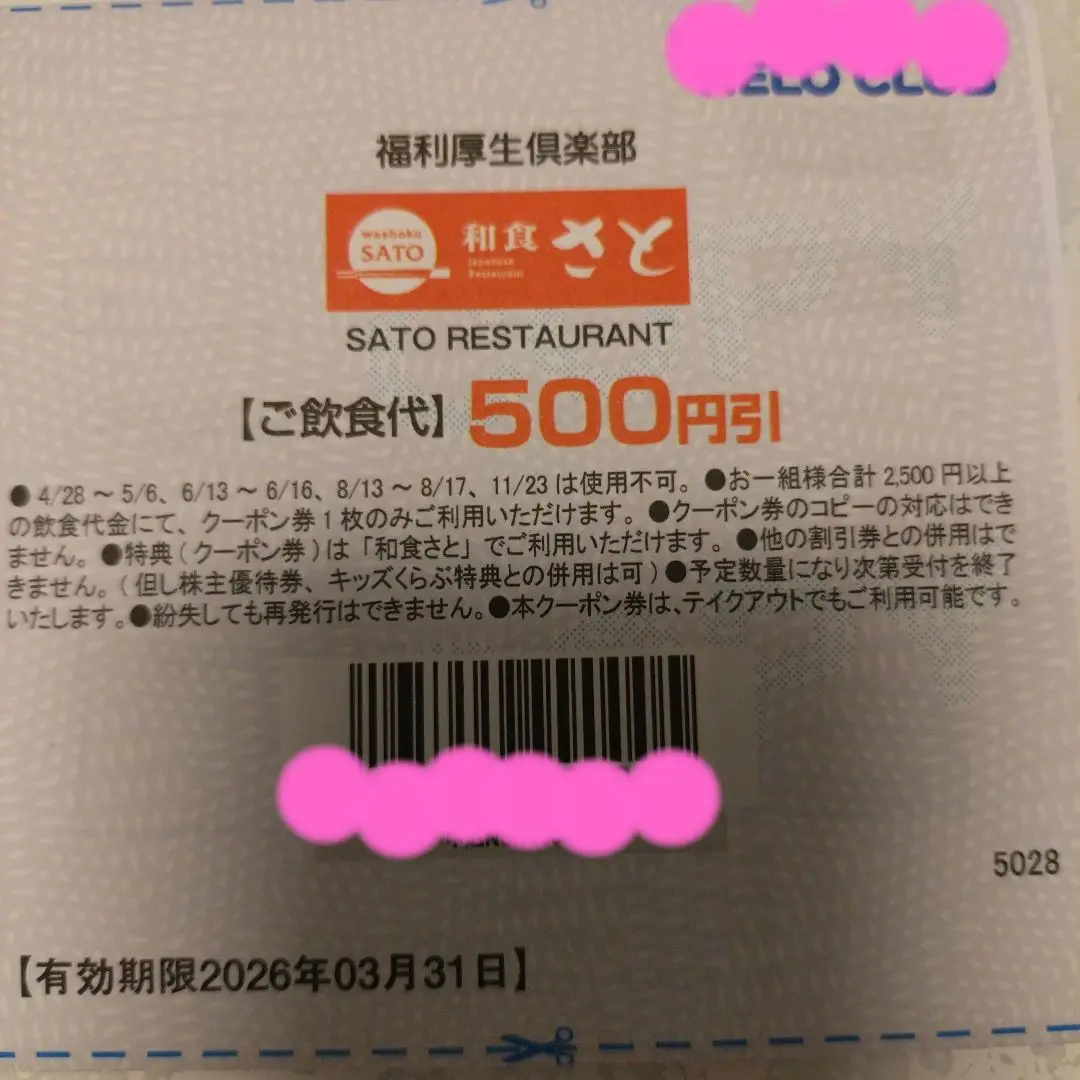 福利厚生倶楽部
washoku
SATO
和食さと
Japanese
Restaurant
SATO RESTAURANT
【ご飲食代】500円引
●4/28～5/6、6/13～6/16、8/13～8/17、11/23は使用不可。●お一組様合計2,500円以上
の飲食代金にて、クーポン券1枚のみご利用いただけます。●クーポン券のコピーの対応はでき
ません。●特典(クーポン券)は「和食さと」でご利用いただけます。●他の割引券との併用はで
きません。(但し株主優待券、キッズくらぶ特典との併用は可)●予定数量になり次第受付を終了
いたします。●紛失しても再発行はできません。●本クーポン券は、テイクアウトでもご利用可能です。
5028
【有効期限2026年03月31日】